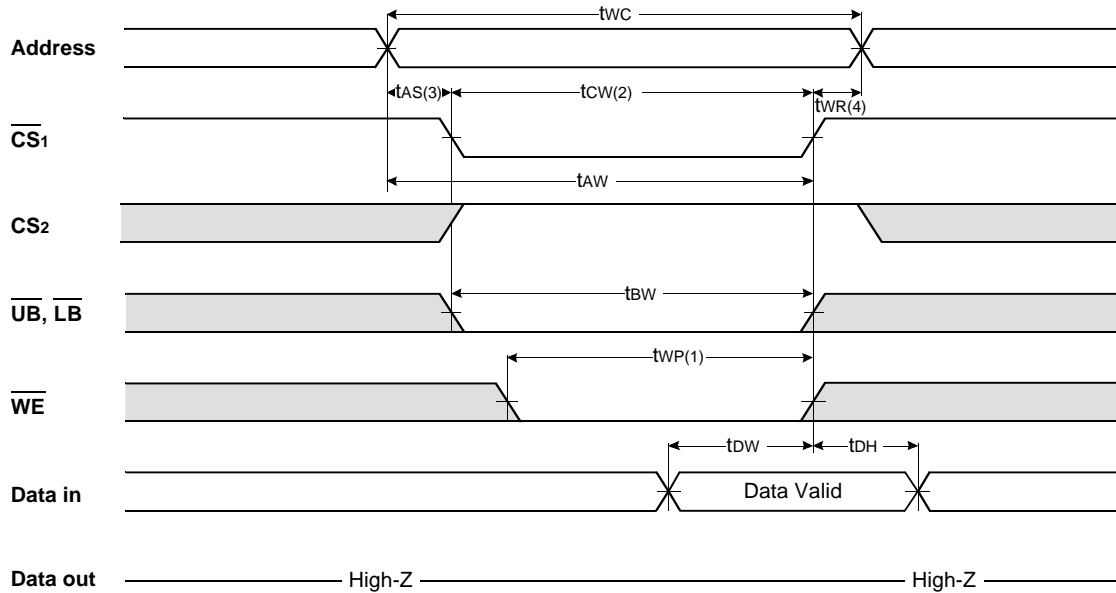 tWC
Address
tAS(3) tCW(2) tWR(4)
CS1
tAW
CS2
tBW
UB, LB
tWP(1)
WE
tDW tDH
Data in Data Valid
Data out High-Z High-Z